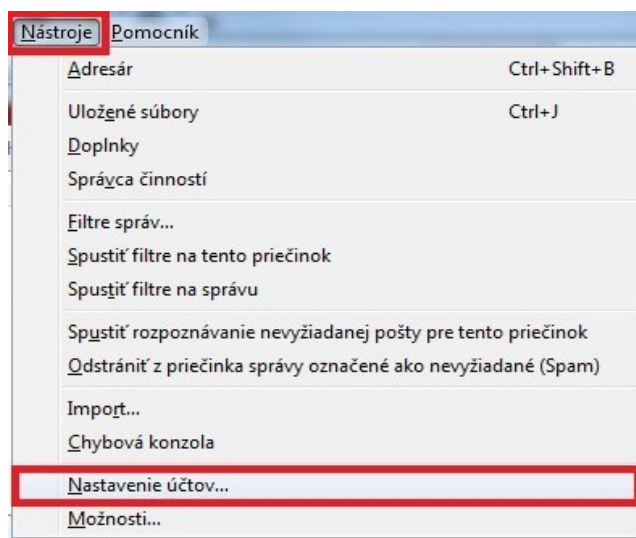 Nástroje Pomocník
Adresár Ctrl+Shift+B
Uložené súbory Ctrl+J
Doplnky
Správca činností
Filtre správ...
Spustiť filtre na tento priečinok
Spustiť filtre na správu
Spustiť rozpoznávanie nevyžiadanej pošty pre tento priečinok
Odstrániť z priečinka správy označené ako nevyžiadané (Spam)
Import...
Chybová konzola
Nastavenie účtov...
Možnosti...